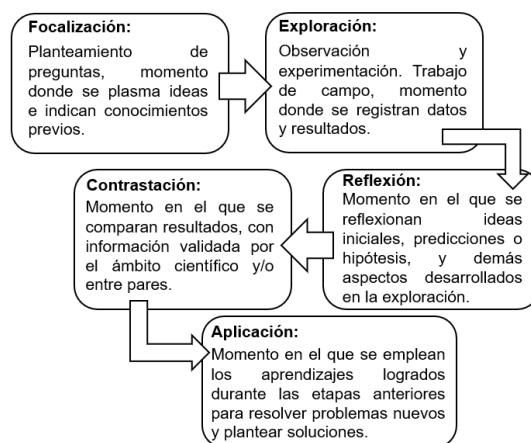 Focalización:
Planteamiento de
preguntas, momento
donde se plasma ideas
e indican conocimientos
previos.
Exploración:
Observación y
experimentación. Trabajo
de campo, momento
donde se registran datos
y resultados.
Reflexión:
Momento en el que se
reflexionan ideas
iniciales, predicciones o
hipótesis, y demás
aspectos desarrollados
en la exploración.
Contrastación:
Momento en el que se
comparan resultados, con
información validada por
el ámbito científico y/o
entre pares.
Aplicación:
Momento en el que se emplean
los aprendizajes logrados
durante las etapas anteriores
para resolver problemas nuevos
y plantear soluciones.